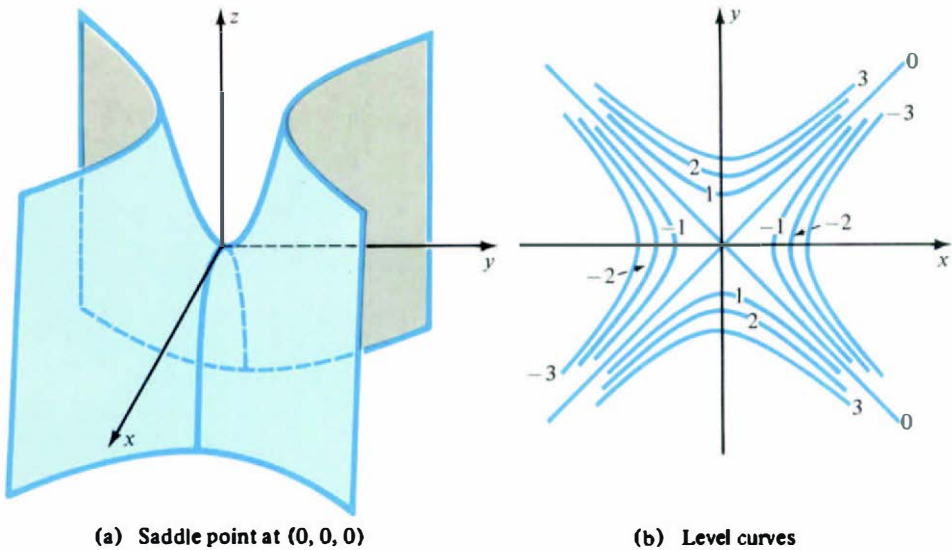 z
y
x
(a) Saddle point at (0, 0, 0)
y
0
3
−3
2
1
−1
−1
−2
x
−2
1
2
−3
3
0
(b) Level curves